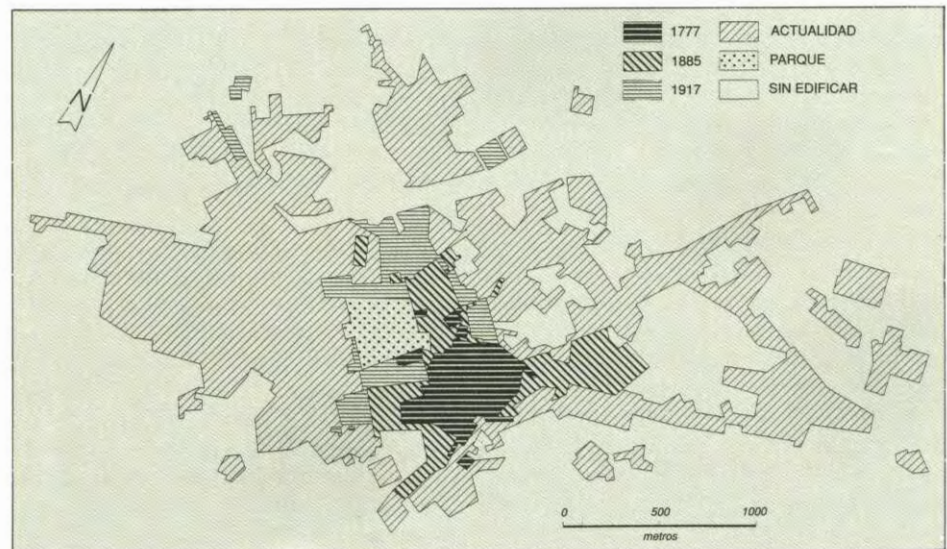 N
1777 ACTUALIDAD
1885 PARQUE
1917 SIN EDIFICAR
0 500 1000
metros